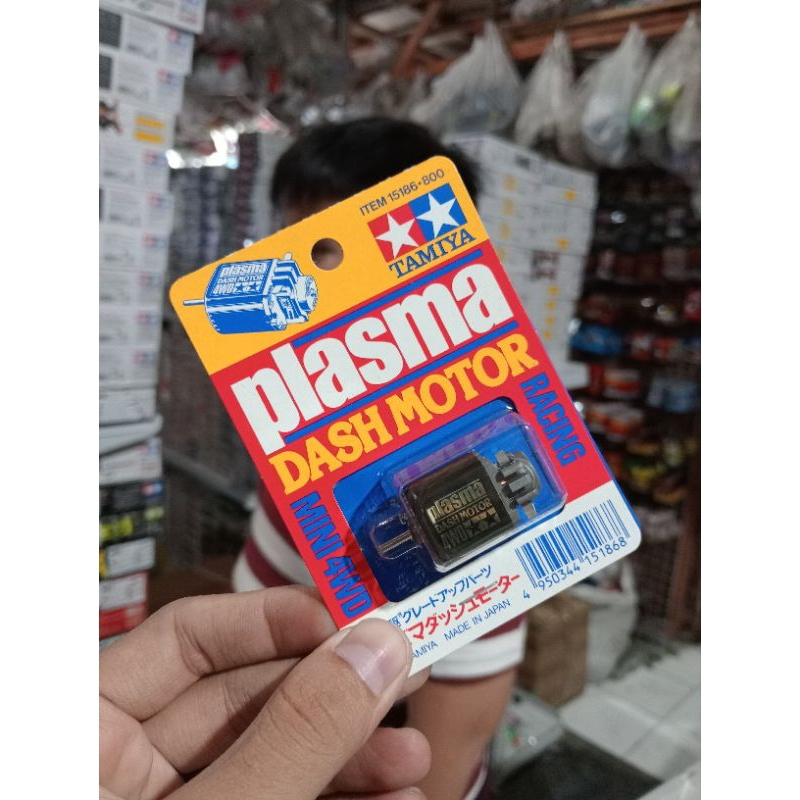 ITEM 15186・800
TAMIYA
plasma
DASH MOTOR
4WD
plasma
DASH MOTOR
MINI 4WD
RACING
plasma
DASH MOTOR
4WD
グレードアップパーツ
マダッシュモーター
MADE IN JAPAN
4 950344 151868